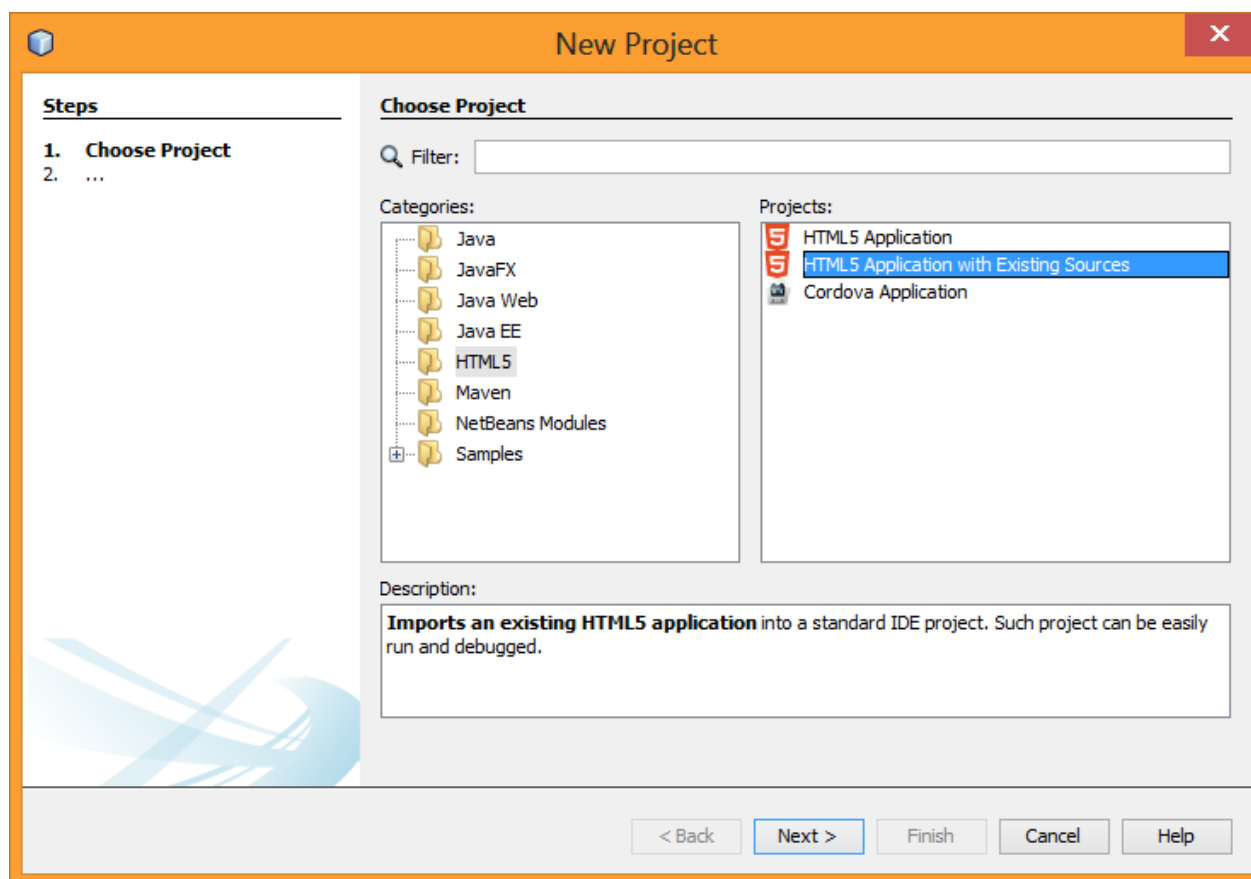 New Project
Steps
1. Choose Project
2. ...
Choose Project
Filter:
Categories:
Java
JavaFX
Java Web
Java EE
HTML5
Maven
NetBeans Modules
Samples
Projects:
HTML5 Application
HTML5 Application with Existing Sources
Cordova Application
Description:
Imports an existing HTML5 application into a standard IDE project. Such project can be easily
run and debugged.
< Back Next > Finish Cancel Help